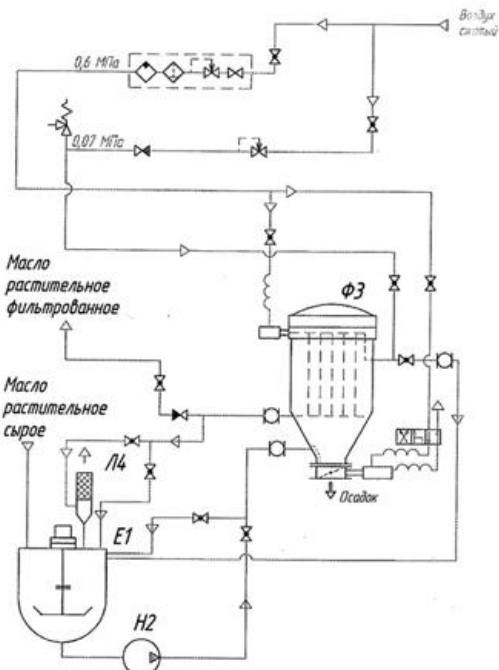 Воздух
сжатый
0,6 МПа
0,07 МПа
Масло
растительное
фильтрованное
Ф3
Масло
растительное
сырое
Л4
Осадок
Е1
Н2